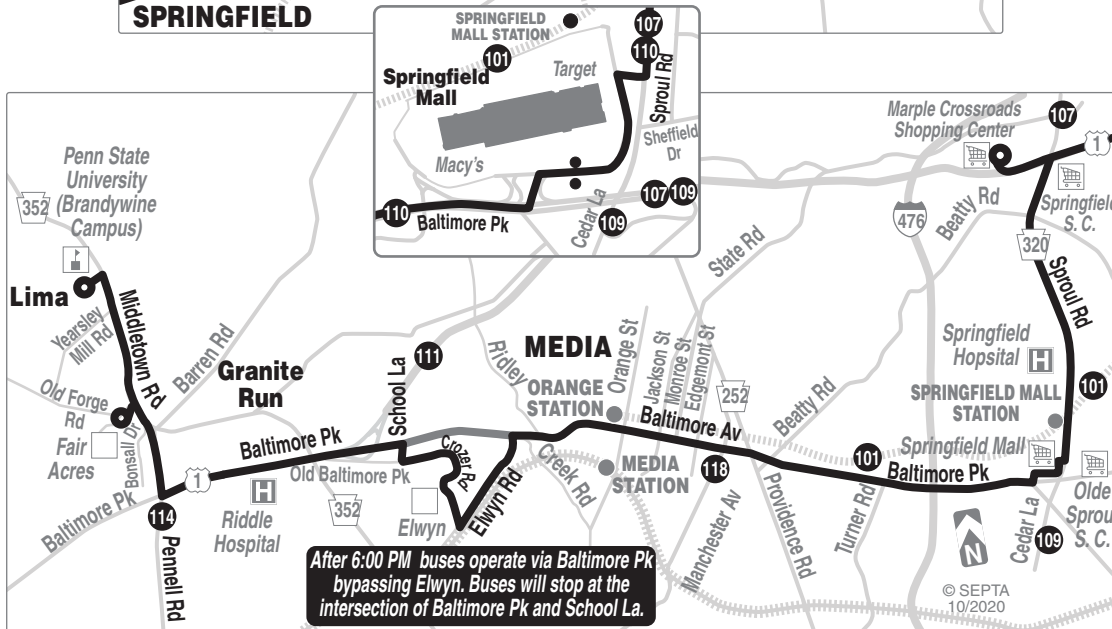 SPRINGFIELD
SPRINGFIELD
MALL STATION
101
107
110
Springfield
Mall
Target
Sproul Rd
Sheffield
Dr
Macy's
110
Baltimore Pk
Cedar La
109
107
109
Marple Crossroads
Shopping Center
107
1
Springfield
S. C.
Beatty Rd
476
320
Sproul Rd
State Rd
Penn State
University
(Brandywine
Campus)
352
Lima
Yearsley
Mill Rd
Middletown Rd
Barren Rd
Old Forge
Rd
Fair
Acres
Bonsall Dr
Granite
Run
Baltimore Pk
1
Baltimore Pk
114
Pennell Rd
H
Riddle
Hospital
Old Baltimore Pk
352
School La
111
Crozer Rd
Elwyn
Elwyn Rd
Ridley
Creek Rd
MEDIA
ORANGE
STATION
Orange St
Jackson St
Monroe St
Edgemont St
252
Baltimore Av
MEDIA
STATION
118
Manchester Av
Providence Rd
Beatty Rd
Turner Rd
101
Baltimore Pk
Springfield
Hopsital
H
101
SPRINGFIELD MALL
STATION
Springfield Mall
Olde
Sprou
S. C.
Cedar La
109
N
After 6:00 PM buses operate via Baltimore Pk
bypassing Elwyn. Buses will stop at the
intersection of Baltimore Pk and School La.
© SEPTA
10/2020